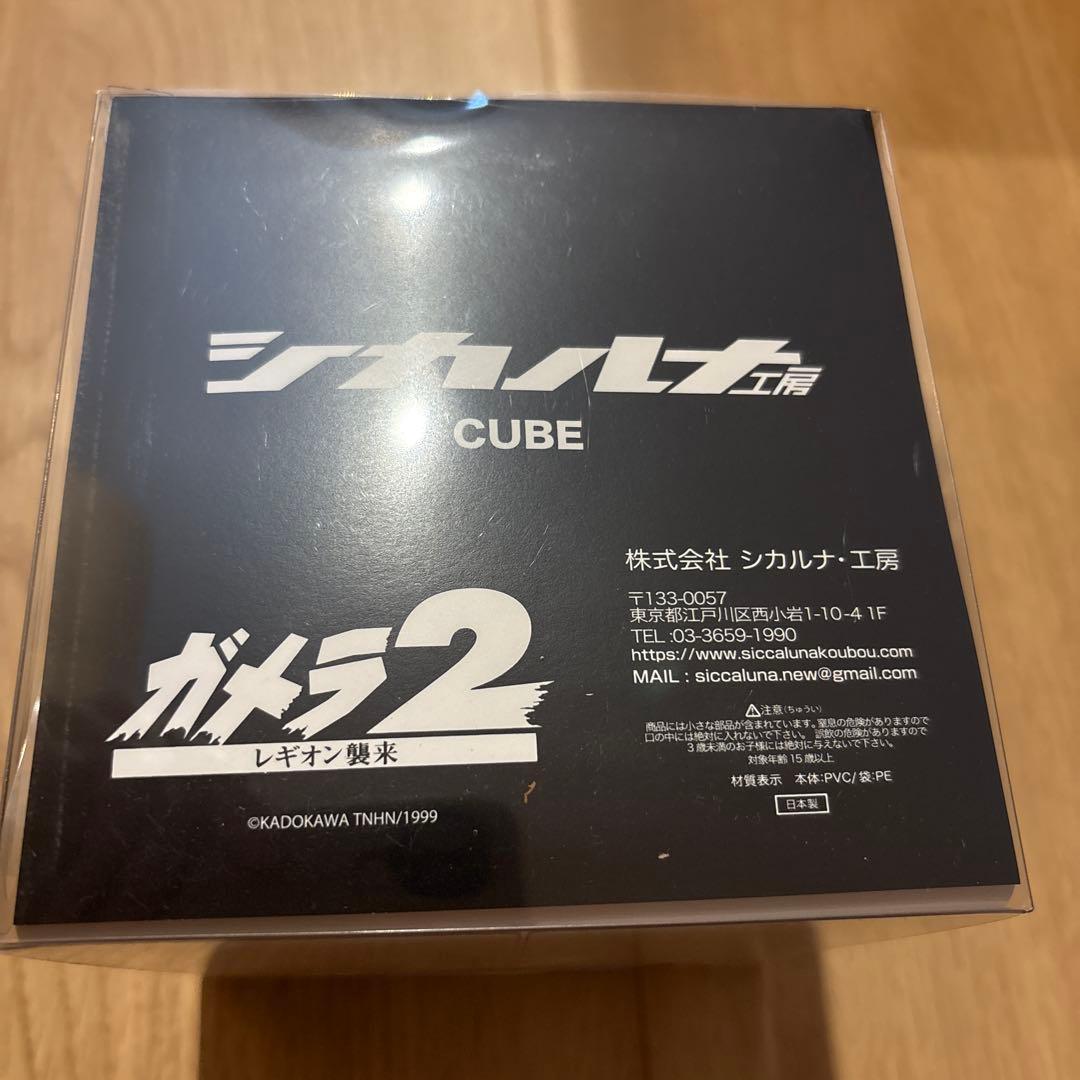 シカルナ工房
CUBE
株式会社 シカルナ・工房
〒133-0057
東京都江戸川区西小岩1-10-4 1F
TEL :03-3659-1990
https://www.siccalunakoubou.com
MAIL : siccaluna.new@gmail.com
⚠注意(ちゅうい)
商品には小さな部品が含まれています。窒息の危険がありますので
口の中には絶対に入れないで下さい。 誤飲の危険がありますので
3歳未満のお子様には絶対に与えないで下さい。
対象年齢15歳以上
材質表示 本体:PVC/ 袋:PE
日本製
ガメラ2
レギオン襲来
©KADOKAWA TNHN/1999